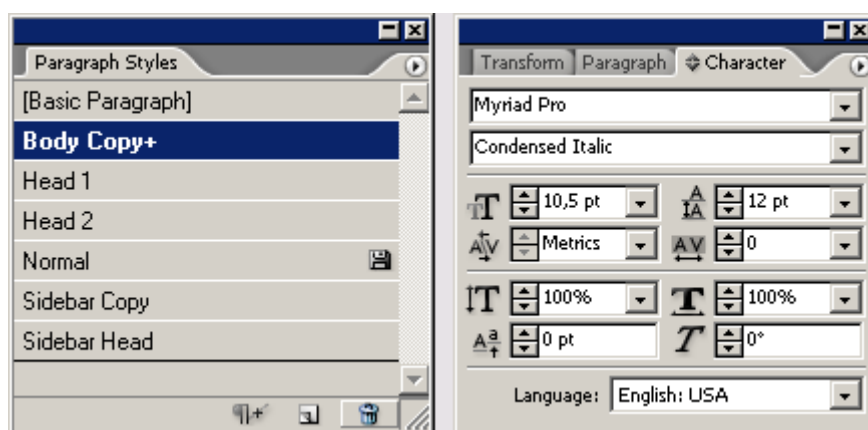 Paragraph Styles
[Basic Paragraph]
Body Copy+
Head 1
Head 2
Normal
Sidebar Copy
Sidebar Head
Transform Paragraph Character
Myriad Pro
Condensed Italic
10,5 pt 12 pt
Metrics 0
100% 100%
0 pt 0°
Language: English: USA